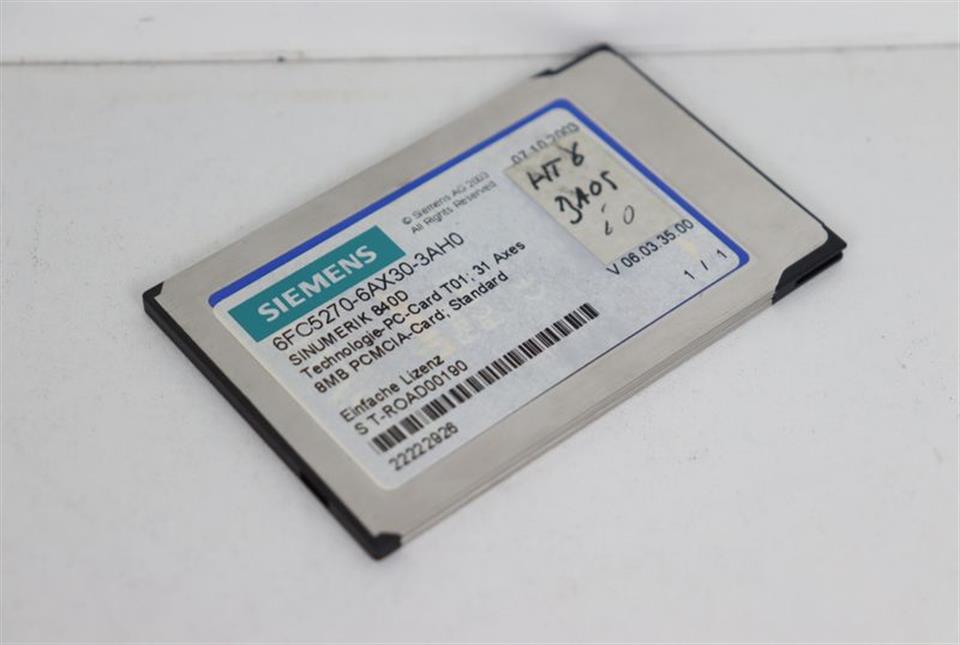 SIEMENS
© Siemens AG 2003
All Rights Reserved
07.10.2003
6FC5270-6AX30-3AH0
SINUMERIK 840D
Technologie-PC-Card T01: 31 Axes
8MB PCMCIA-Card: Standard
HT 8
3A05
V 06.03.35.00
1 / 1
Einfache Lizenz
S T-ROAD00190
22222926